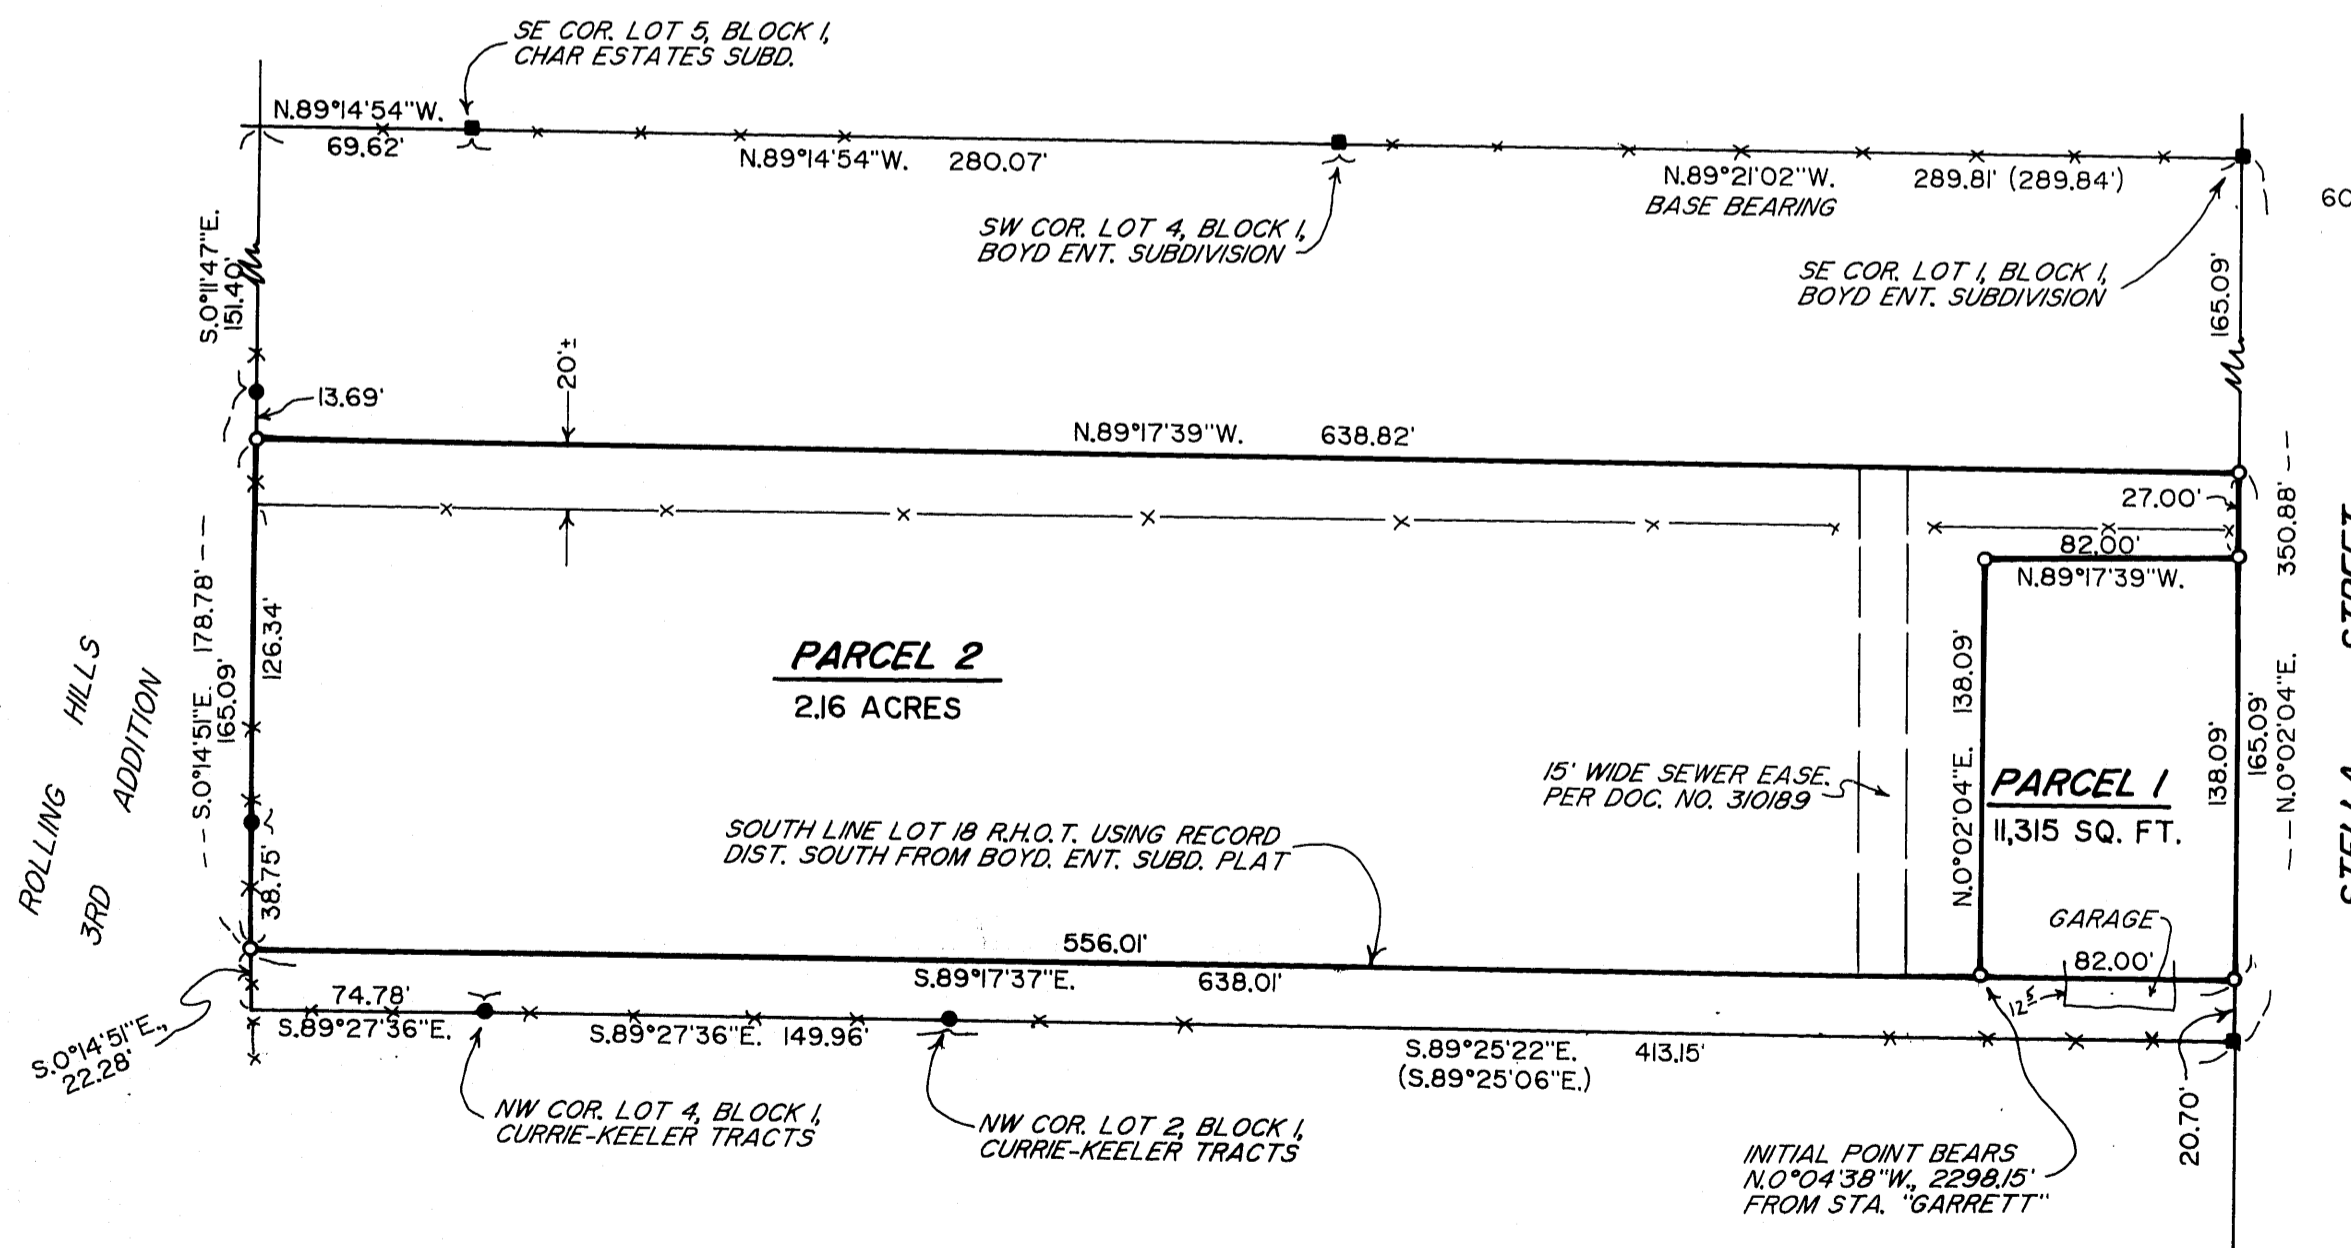 SE COR. LOT 5, BLOCK 1,
CHAR ESTATES SUBD.
N.89°14'54"W.
69.62'
N.89°14'54"W. 280.07'
N.89°21'02"W. 289.81' (289.84')
BASE BEARING
60
SW COR. LOT 4, BLOCK 1,
BOYD ENT. SUBDIVISION
SE COR. LOT 1, BLOCK 1,
BOYD ENT. SUBDIVISION
S.0°11'47"E.
151.40'
165.09'
13.69'
20'±
N.89°17'39"W. 638.82'
27.00'
350.88'
82.00'
N.89°17'39"W.
S.0°14'51"E. 178.78'
165.09'
126.34'
38.75'
ROLLING HILLS
3RD ADDITION
PARCEL 2
2.16 ACRES
15' WIDE SEWER EASE.
PER DOC. NO. 310189
N.0°02'04"E. 138.09'
PARCEL 1
11,315 SQ. FT.
138.09'
165.09'
N.0°02'04"E.
STELLA STREET
SOUTH LINE LOT 18 R.H.O.T. USING RECORD
DIST. SOUTH FROM BOYD. ENT. SUBD. PLAT
GARAGE
556.01'
82.00'
S.89°17'37"E. 638.01'
12⁵
74.78'
S.89°27'36"E.
S.89°27'36"E. 149.96'
S.89°25'22"E. 413.15'
(S.89°25'06"E.)
S.0°14'51"E.,
22.28'
20.70'
NW COR. LOT 4, BLOCK 1,
CURRIE-KEELER TRACTS
NW COR. LOT 2, BLOCK 1,
CURRIE-KEELER TRACTS
INITIAL POINT BEARS
N.0°04'38"W., 2298.15'
FROM STA. "GARRETT"